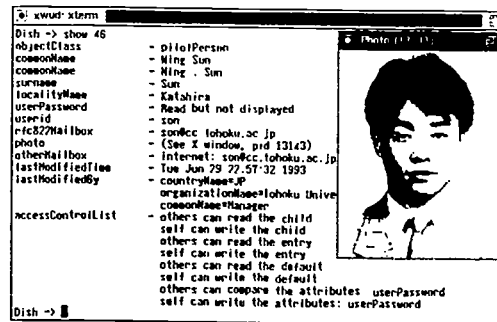 xwud: xterm
Dish -> show 46
objectClass - pilotPerson
commonName - Ning Sun
commonName - Ning . Sun
surname - Sun
localityName - Katahira
userPassword - Read but not displayed
userid - son
rfc822Mailbox - son@cc.tohoku.ac.jp
photo - (See X window, pid 13143)
otherMailbox - internet: son@cc.tohoku.ac.jp
lastModifiedTime - Tue Jun 29 22:57:32 1993
lastModifiedBy - countryName=JP
organizationName=Tohoku Unive
commonName=Manager
accessControlList - others can read the child
self can write the child
others can read the entry
self can write the entry
others can read the default
self can write the default
others can compare the attributes userPassword
self can write the attributes: userPassword
Dish ->
Photo